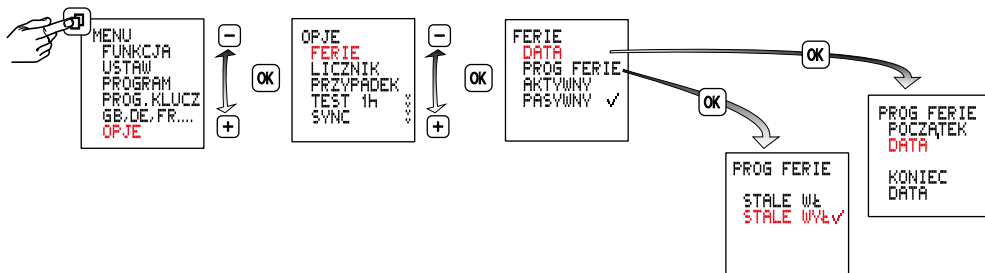 MENU
FUNKCJA
USTAW
PROGRAM
PROG.KLUCZ
GB,DE,FR....
OPJE
−
OK
+
OPJE
FERIE
LICZNIK
PRZYPADEK
TEST 1h
SYNC
−
OK
+
FERIE
DATA
PROG FERIE
AKTYWNY
PASYWNY ✓
OK
OK
PROG FERIE
STALE WŁ
STALE WYŁ✓
PROG FERIE
POCZĄTEK
DATA
KONIEC
DATA